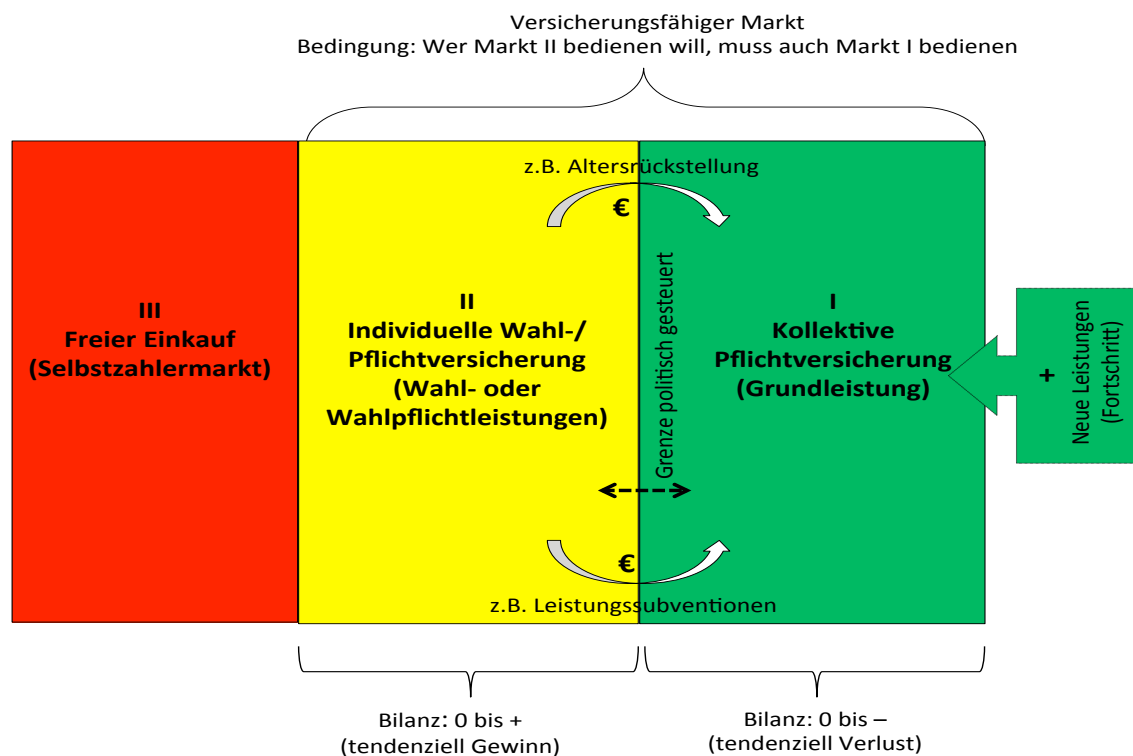 Versicherungsfähiger Markt
Bedingung: Wer Markt II bedienen will, muss auch Markt I bedienen
z.B. Altersrückstellung
€
III
Freier Einkauf
(Selbstzahlermarkt)
II
Individuelle Wahl-/
Pflichtversicherung
(Wahl- oder
Wahlpflichtleistungen)
Grenze politisch gesteuert
I
Kollektive
Pflichtversicherung
(Grundleistung)
+
Neue Leistungen
(Fortschritt)
€
z.B. Leistungssubventionen
Bilanz: 0 bis +
(tendenziell Gewinn)
Bilanz: 0 bis –
(tendenziell Verlust)